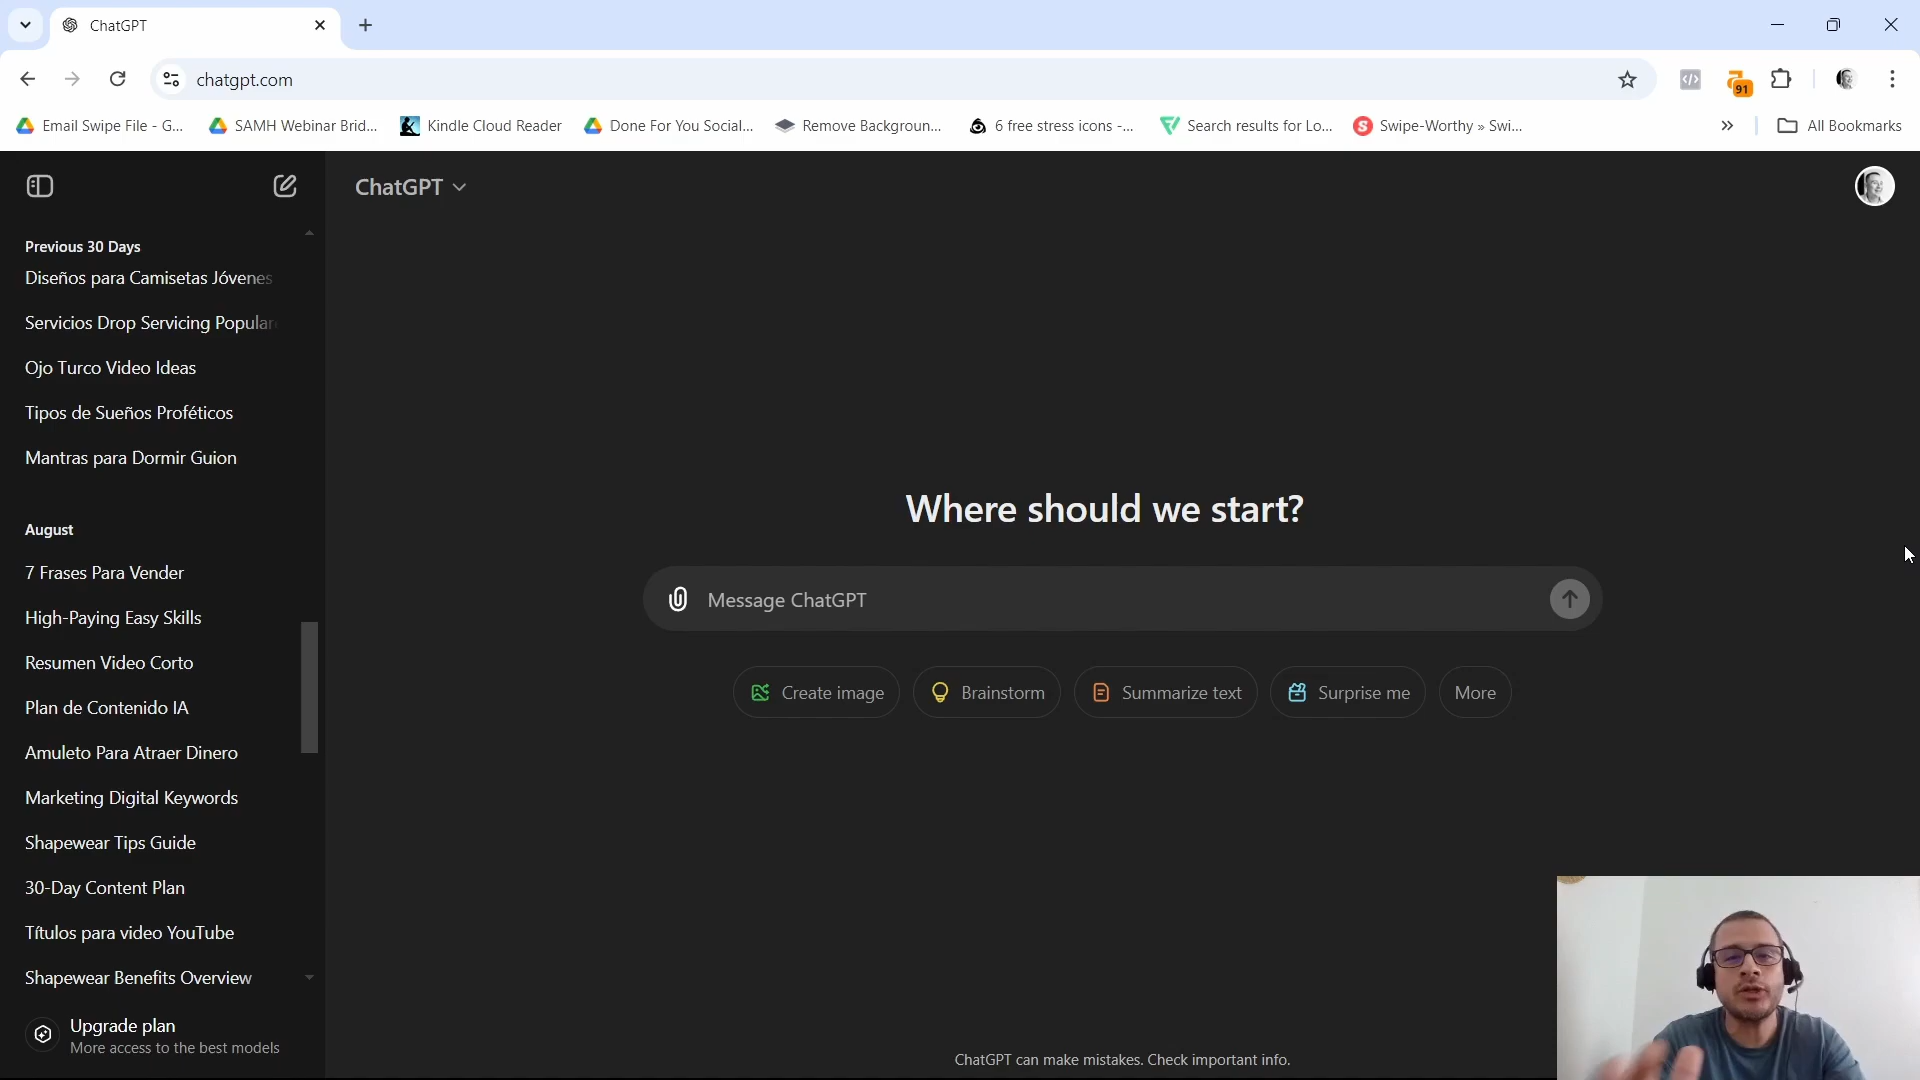 ChatGPT
chatgpt.com
91
Email Swipe File - G...
SAMH Webinar Brid...
Kindle Cloud Reader
Done For You Social...
Remove Backgroun...
6 free stress icons -...
Search results for Lo...
S
Swipe-Worthy » Swi...
»
All Bookmarks
ChatGPT
Previous 30 Days
Diseños para Camisetas Jóvenes
Servicios Drop Servicing Popular
Ojo Turco Video Ideas
Tipos de Sueños Proféticos
Mantras para Dormir Guion
August
7 Frases Para Vender
High-Paying Easy Skills
Resumen Video Corto
Plan de Contenido IA
Amuleto Para Atraer Dinero
Marketing Digital Keywords
Shapewear Tips Guide
30-Day Content Plan
Títulos para video YouTube
Shapewear Benefits Overview
Upgrade plan
More access to the best models
Where should we start?
Message ChatGPT
Create image
Brainstorm
Summarize text
Surprise me
More
ChatGPT can make mistakes. Check important info.